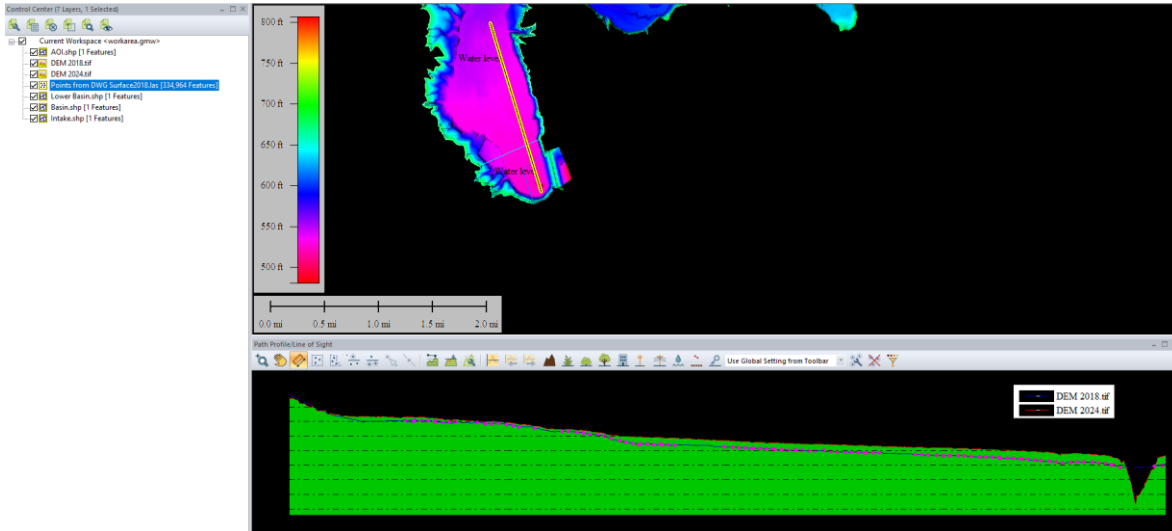 Control Center (7 Layers, 1 Selected)
Current Workspace <workarea.gmw>
AOI.shp [1 Features]
DEM 2018.tif
DEM 2024.tif
Points from DWG Surface2018.las [334,964 Features]
Lower Basin.shp [1 Features]
Basin.shp [1 Features]
Intake.shp [1 Features]
800 ft
750 ft
700 ft
650 ft
600 ft
550 ft
500 ft
Water leve
Water leve
0.0 mi 0.5 mi 1.0 mi 1.5 mi 2.0 mi
Path Profile/Line of Sight
Use Global Setting from Toolbar
DEM 2018.tif
DEM 2024.tif